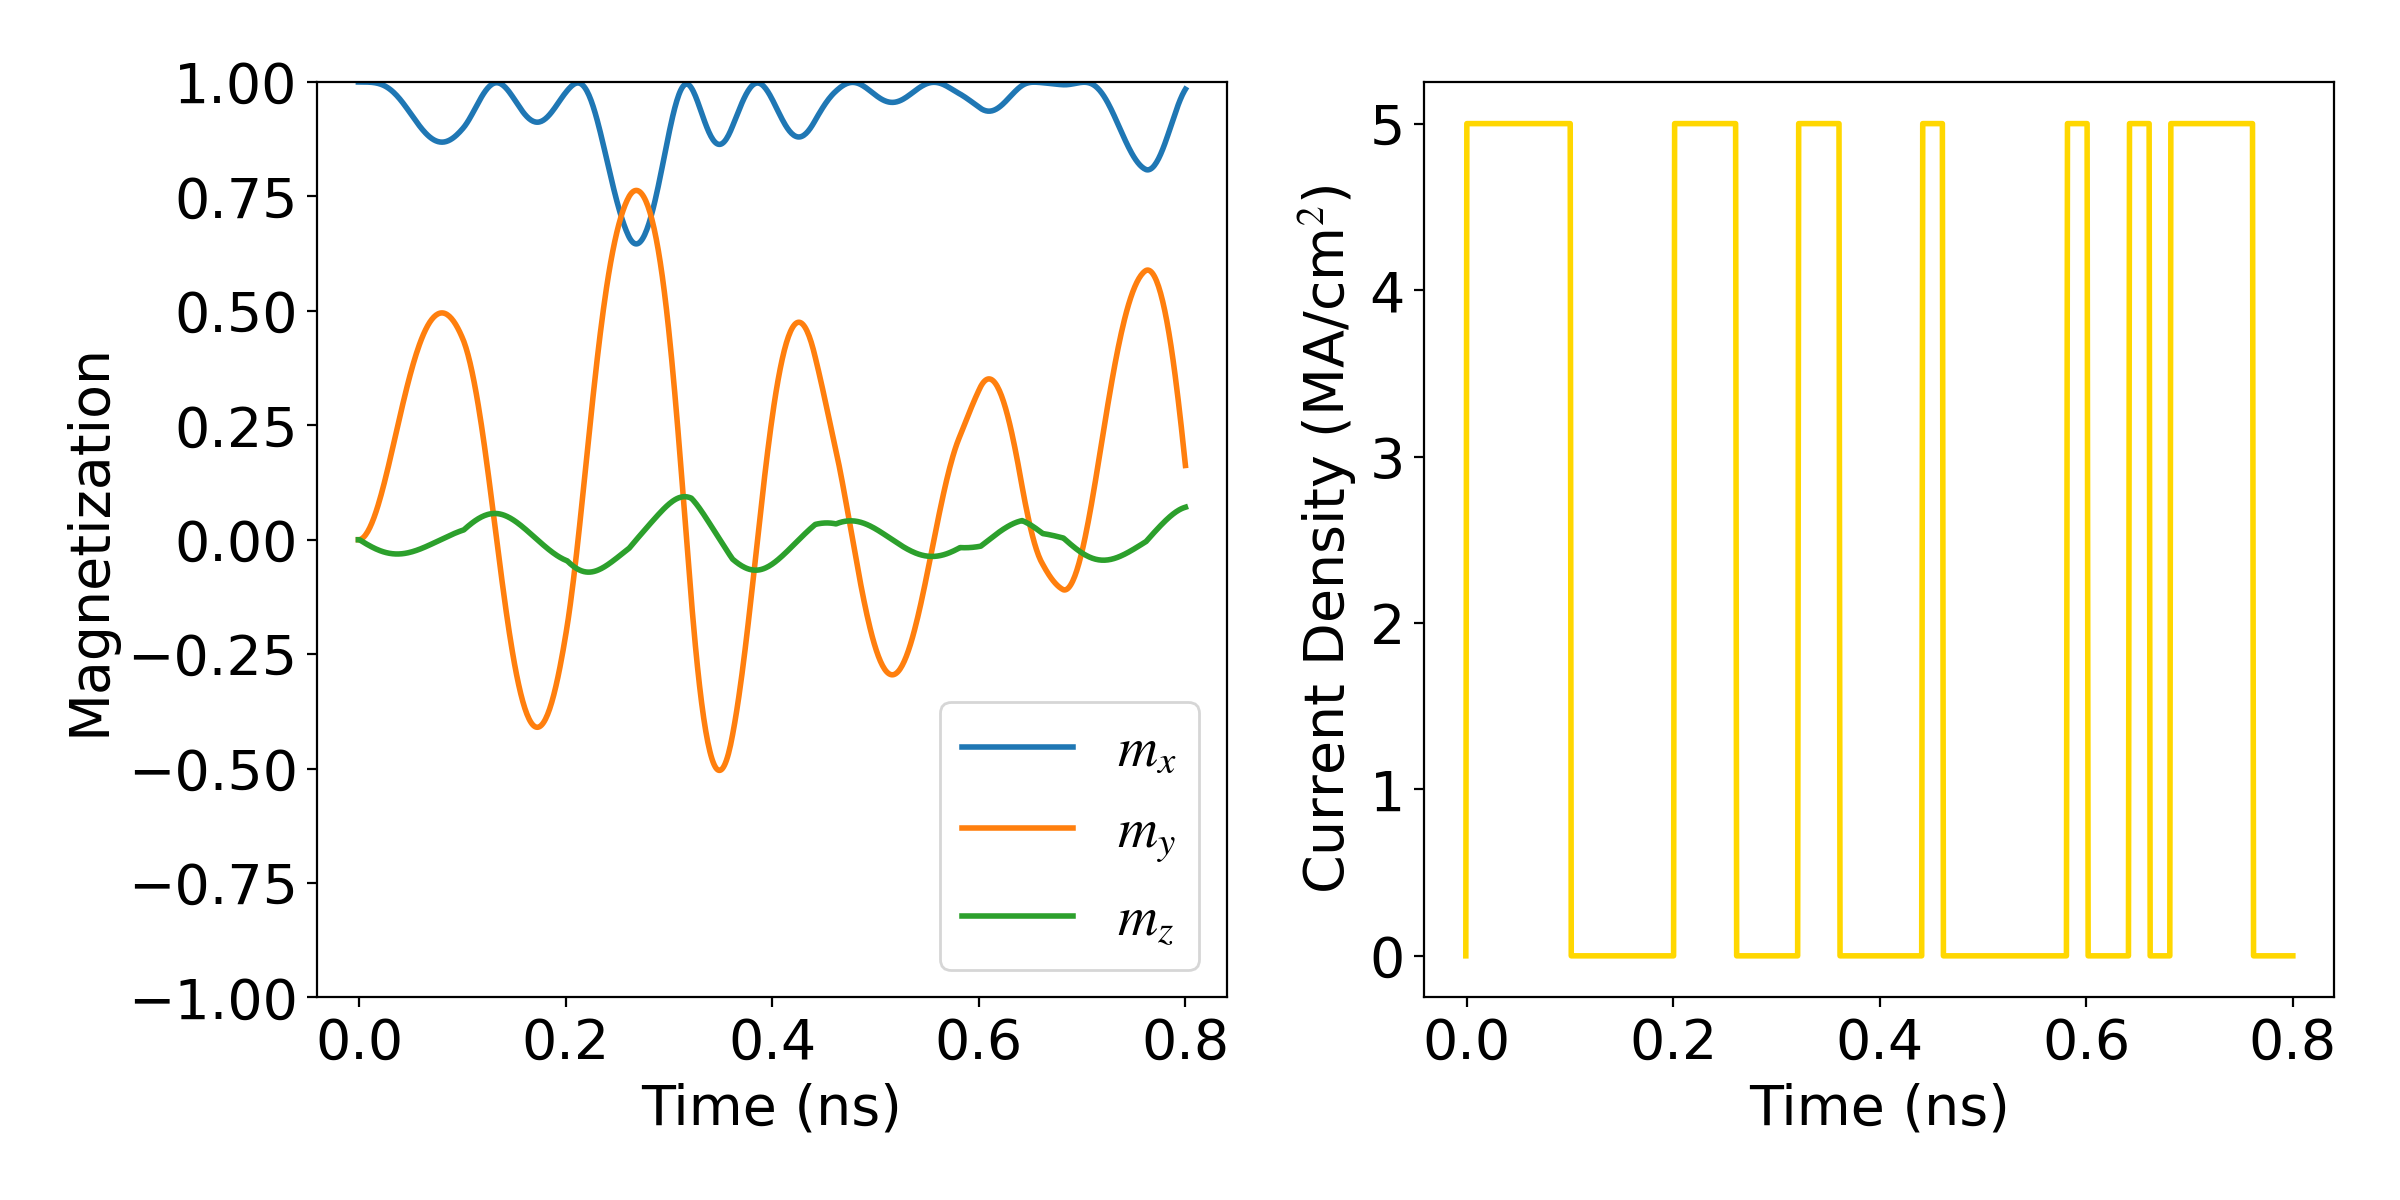 Magnetization
1.00
0.75
0.50
0.25
0.00
−0.25
−0.50
−0.75
−1.00
0.0 0.2 0.4 0.6 0.8
Time (ns)
m_x
m_y
m_z
Current Density (MA/cm²)
5
4
3
2
1
0
0.0 0.2 0.4 0.6 0.8
Time (ns)